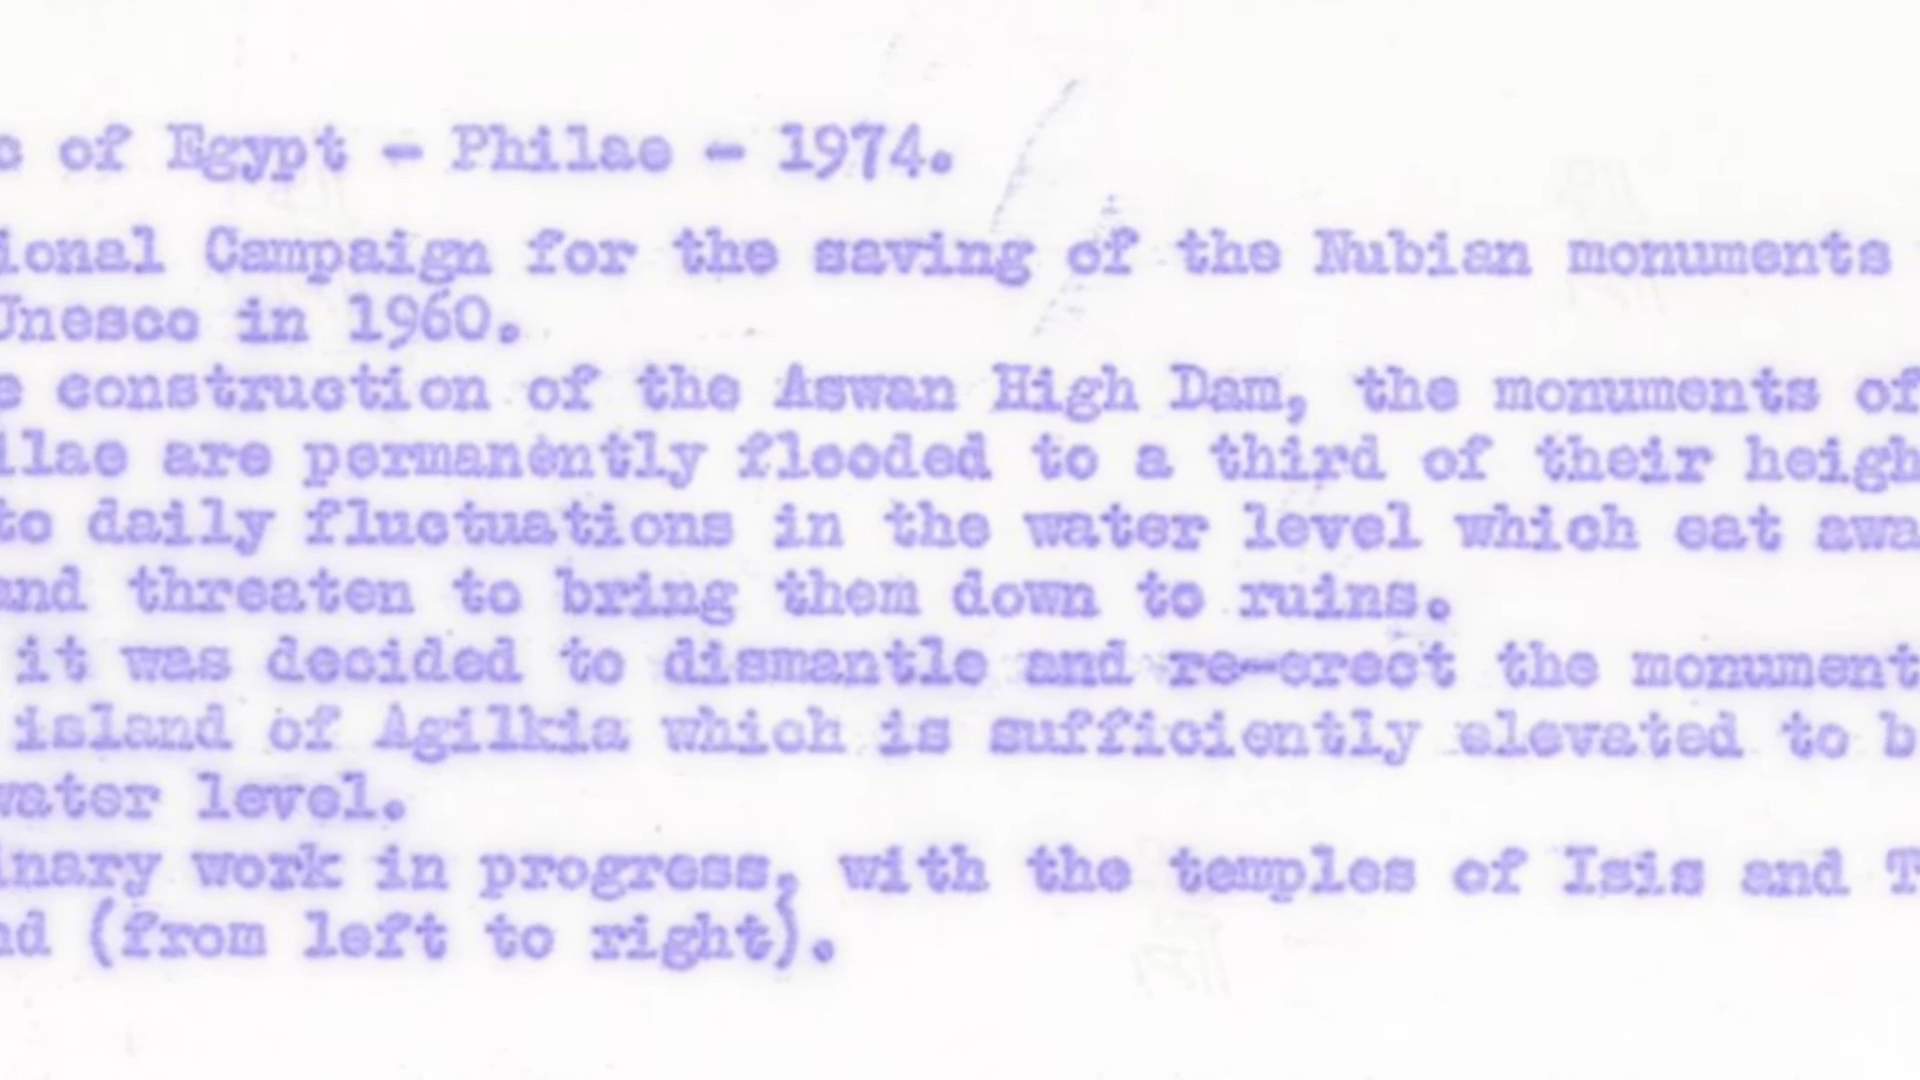 c of Egypt - Philae - 1974.
ional Campaign for the saving of the Nubian monuments
Unesco in 1960.
e construction of the Aswan High Dam, the monuments of
ilae are permanently flooded to a third of their heigh
to daily fluctuations in the water level which eat awa
and threaten to bring them down to ruins.
it was decided to dismantle and re-erect the monument
island of Agilkia which is sufficiently elevated to b
water level.
inary work in progress, with the temples of Isis and T
nd (from left to right).